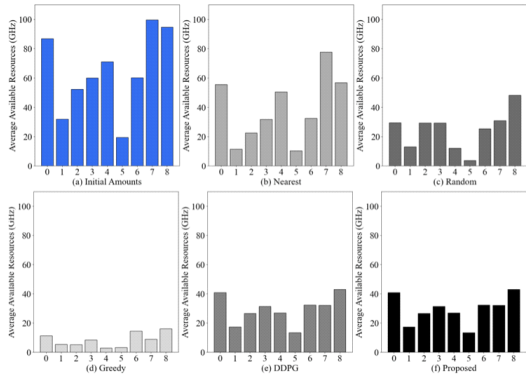 Average Available Resources (GHz)
100
80
60
40
20
0
0 1 2 3 4 5 6 7 8
(a) Initial Amounts
Average Available Resources (GHz)
100
80
60
40
20
0
0 1 2 3 4 5 6 7 8
(b) Nearest
Average Available Resources (GHz)
100
80
60
40
20
0
0 1 2 3 4 5 6 7 8
(c) Random
Average Available Resources (GHz)
100
80
60
40
20
0
0 1 2 3 4 5 6 7 8
(d) Greedy
Average Available Resources (GHz)
100
80
60
40
20
0
0 1 2 3 4 5 6 7 8
(e) DDPG
Average Available Resources (GHz)
100
80
60
40
20
0
0 1 2 3 4 5 6 7 8
(f) Proposed